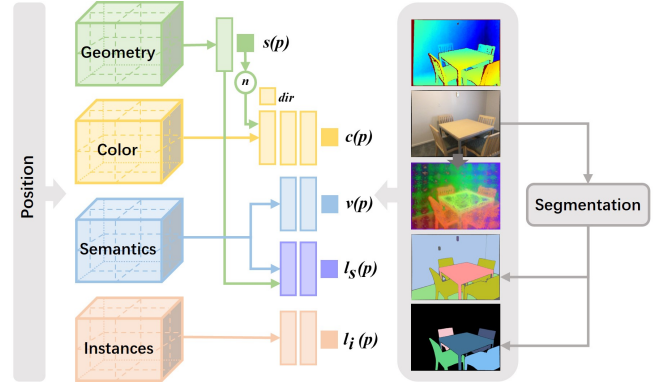 Position
Geometry
s(p)
n
dir
Color
c(p)
Semantics
v(p)
l_s(p)
Instances
l_i(p)
Segmentation